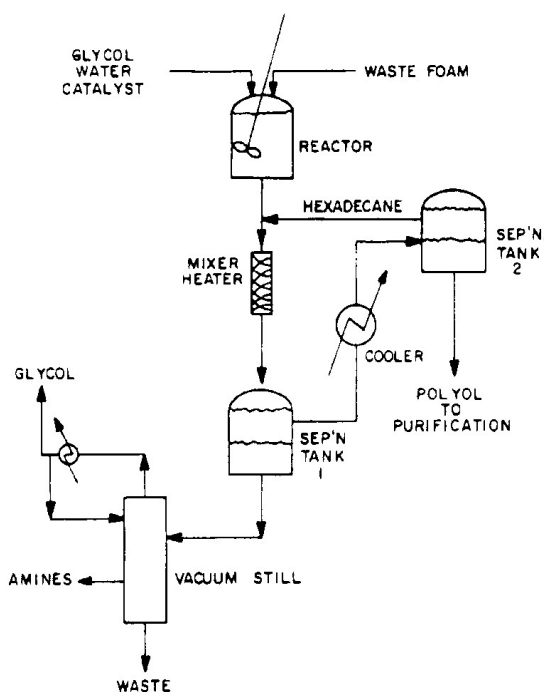 GLYCOL
WATER
CATALYST
WASTE FOAM
REACTOR
HEXADECANE
SEP'N
TANK
2
MIXER
HEATER
COOLER
GLYCOL
POLYOL
TO
PURIFICATION
SEP'N
TANK
1
AMINES
VACUUM STILL
WASTE